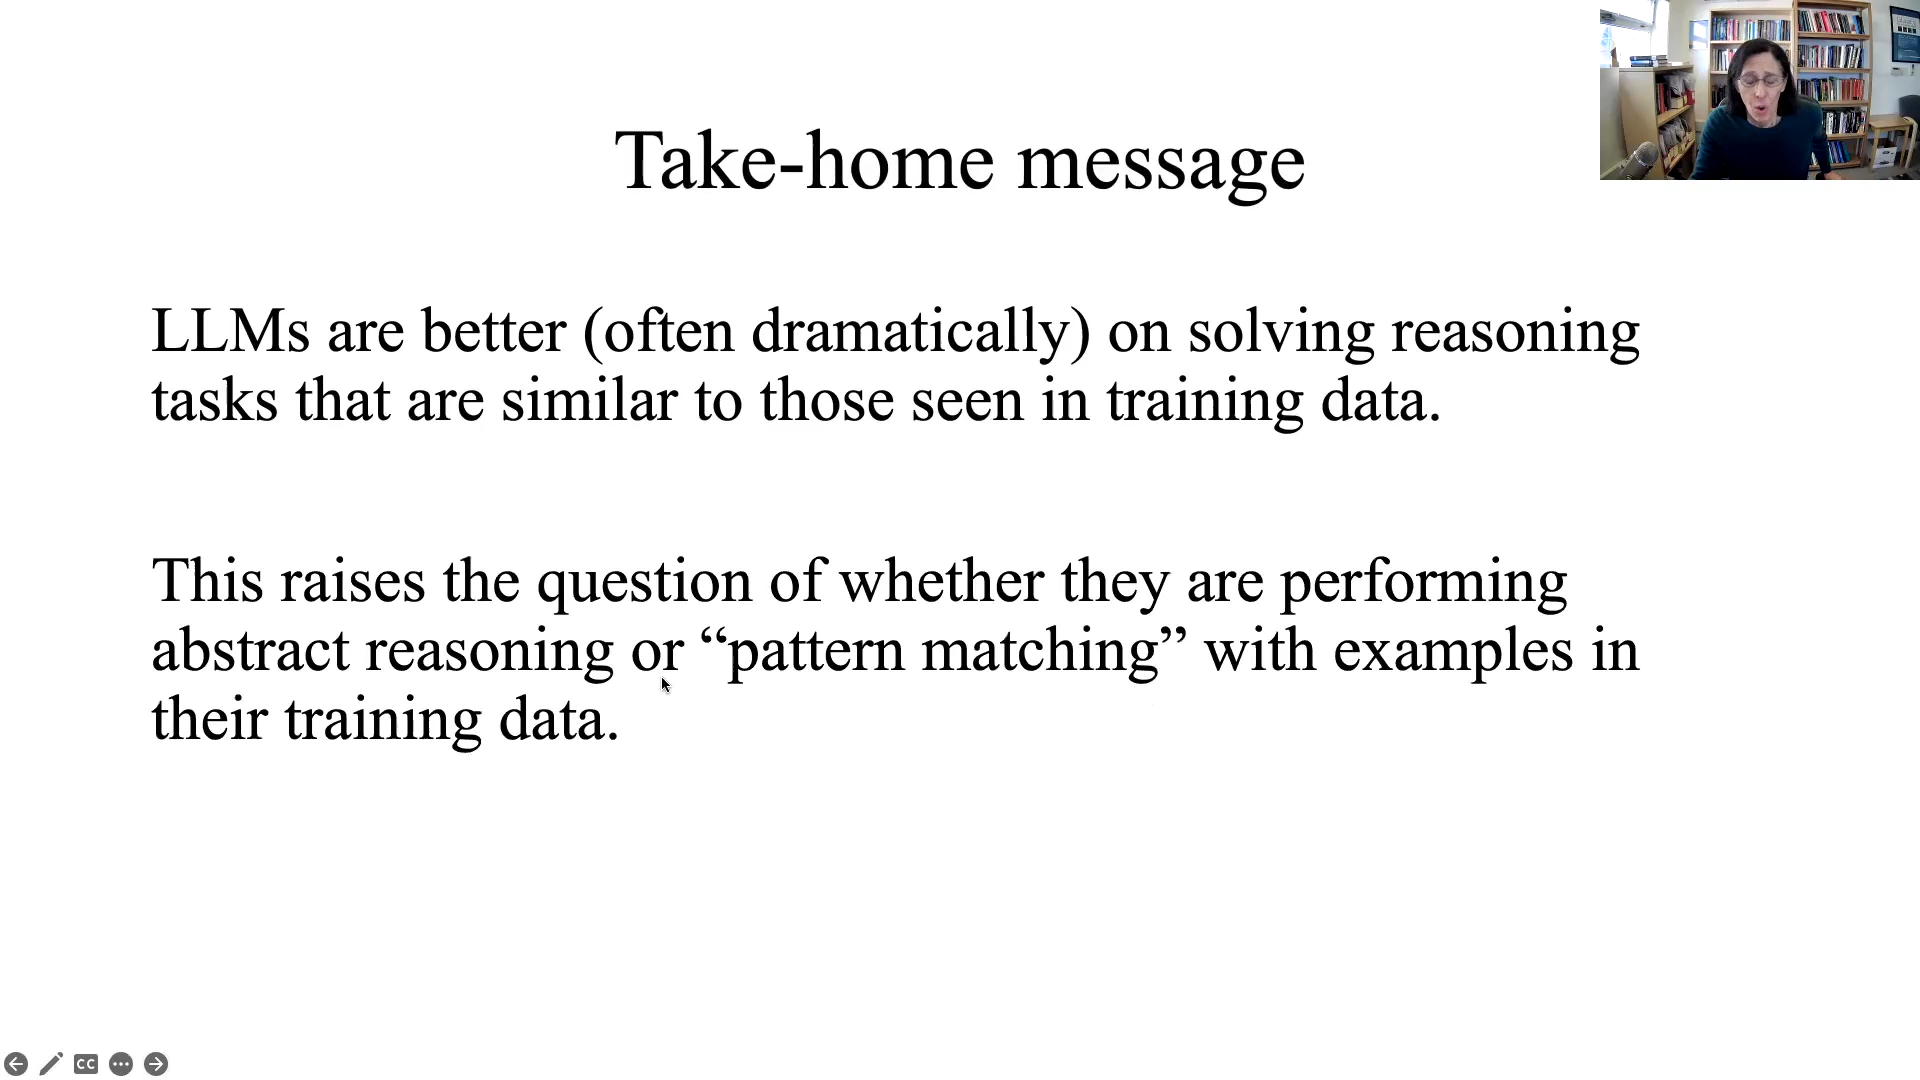 Take-home message
LLMs are better (often dramatically) on solving reasoning
tasks that are similar to those seen in training data.
This raises the question of whether they are performing
abstract reasoning or “pattern matching” with examples in
their training data.
CC